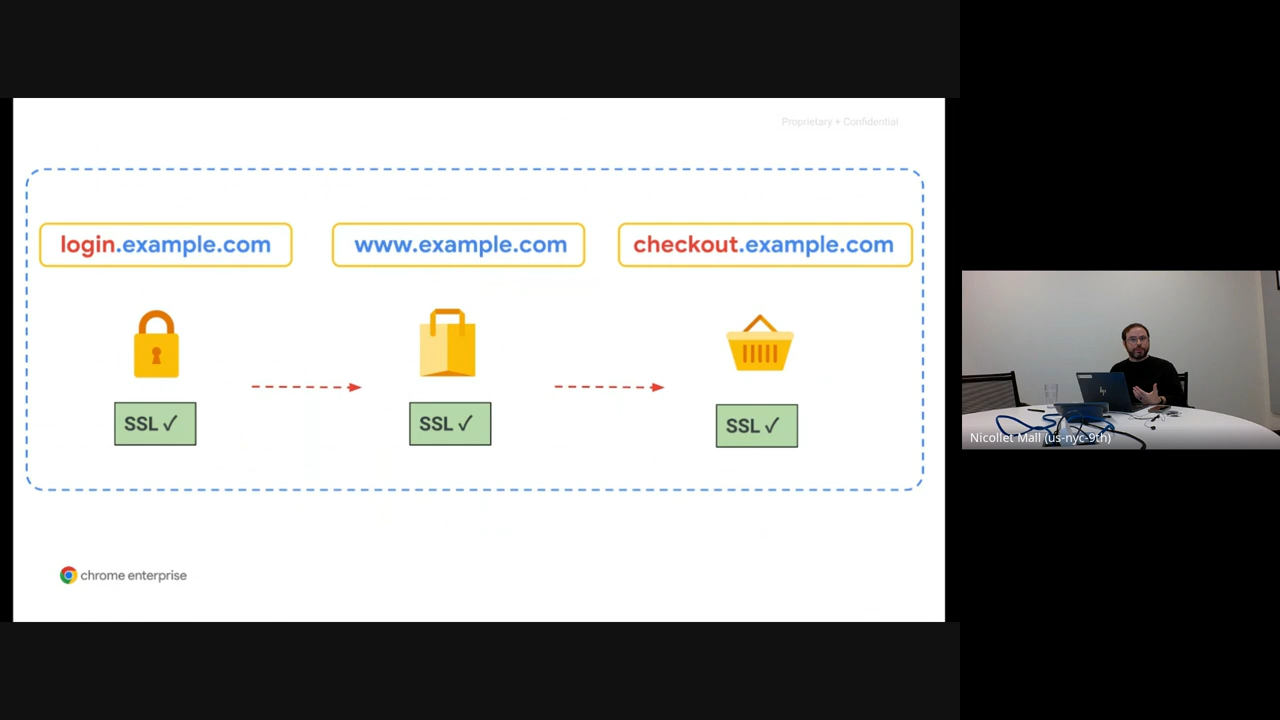 Proprietary + Confidential
login.example.com
www.example.com
checkout.example.com
SSL ✓
SSL ✓
SSL ✓
chrome enterprise
Nicollet Mall (us-nyc-9th)
hp